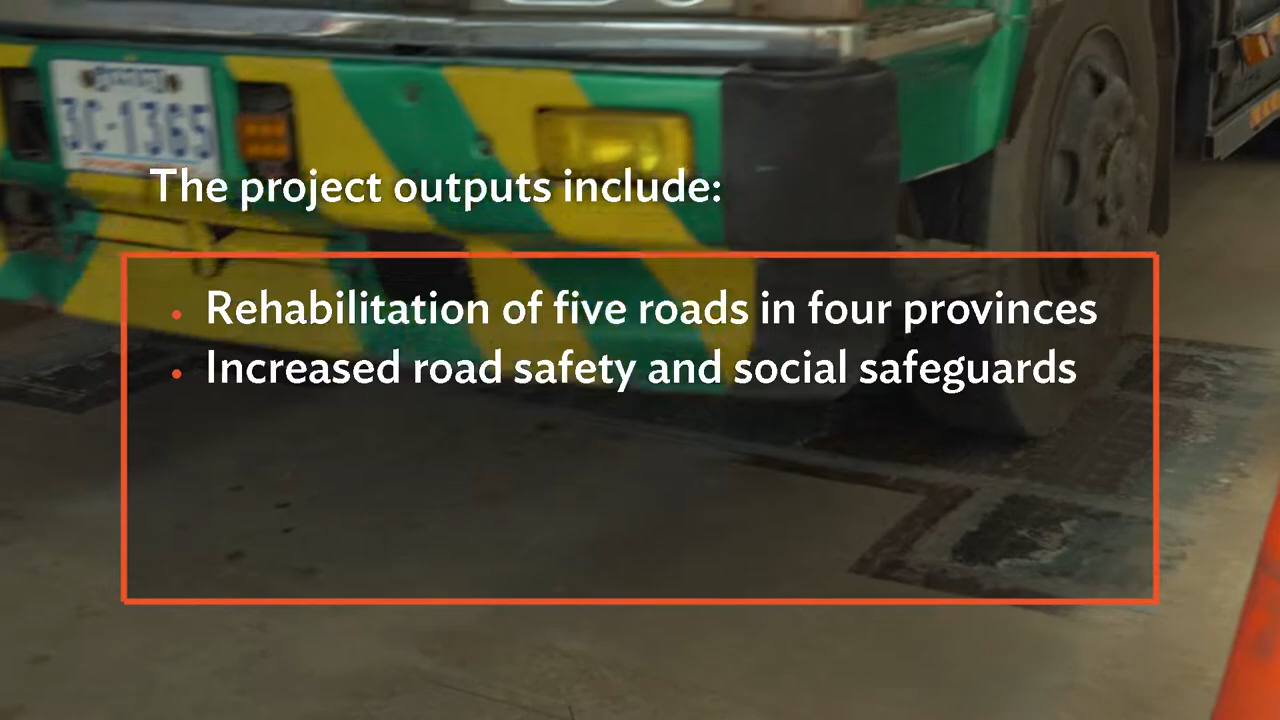 3C-1365
The project outputs include:
• Rehabilitation of five roads in four provinces
• Increased road safety and social safeguards